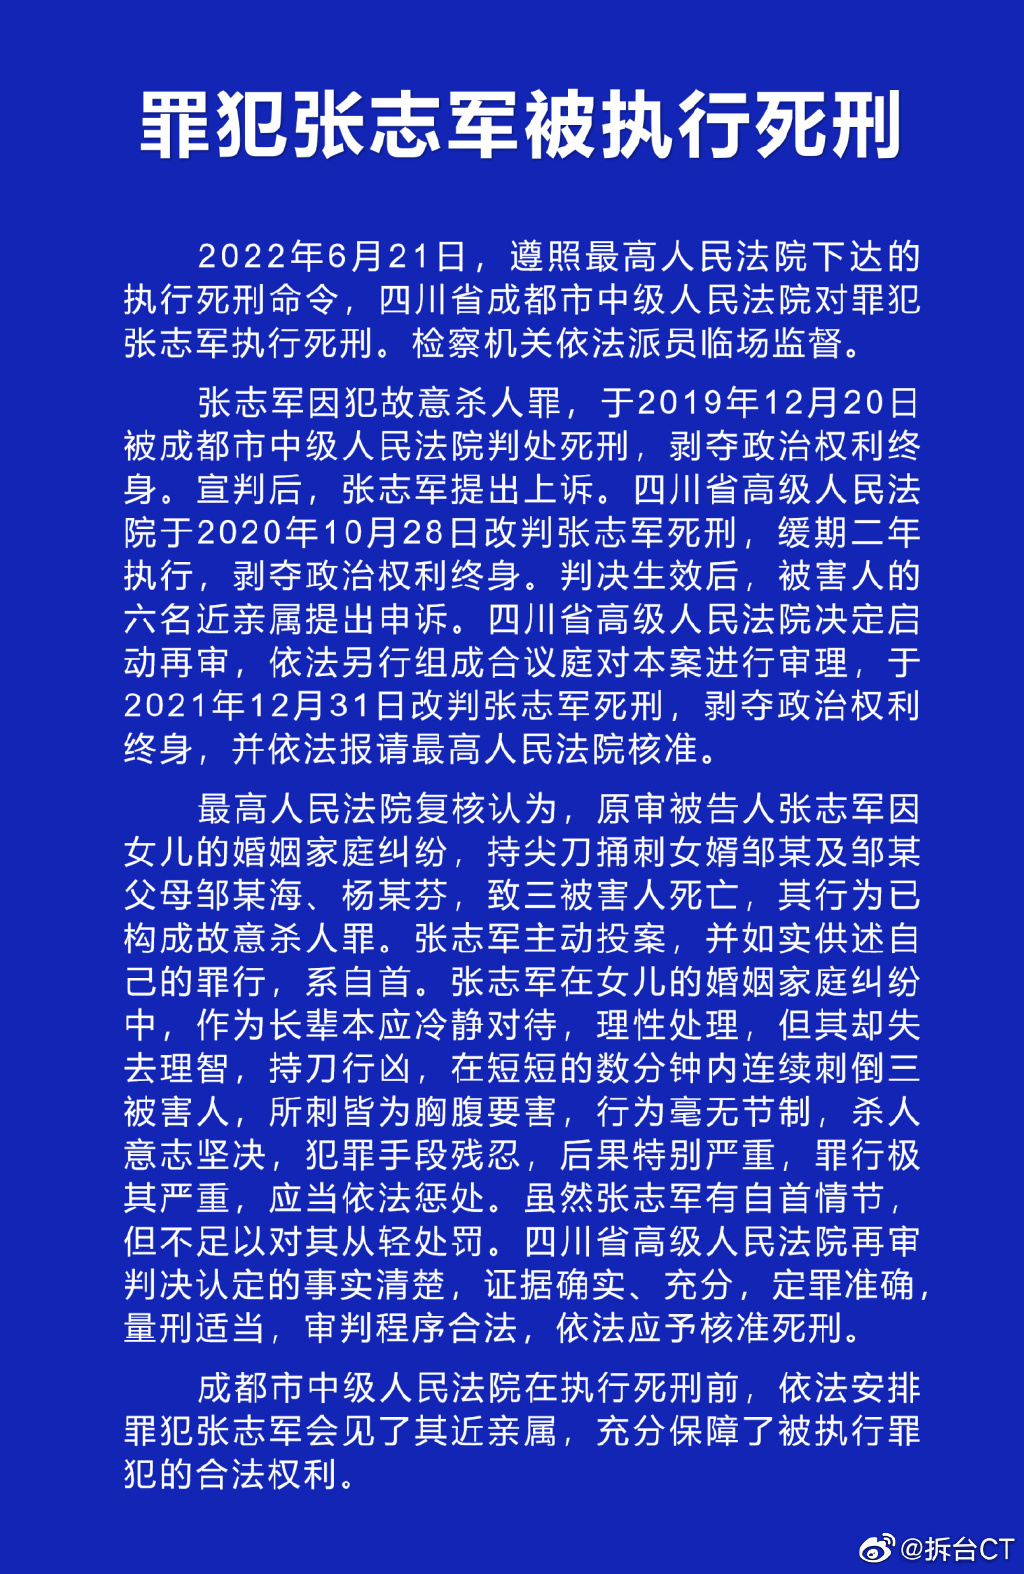 罪犯张志军被执行死刑
2022年6月21日，遵照最高人民法院下达的
执行死刑命令，四川省成都市中级人民法院对罪犯
张志军执行死刑。检察机关依法派员临场监督。
张志军因犯故意杀人罪，于2019年12月20日
被成都市中级人民法院判处死刑，剥夺政治权利终
身。宣判后，张志军提出上诉。四川省高级人民法
院于2020年10月28日改判张志军死刑，缓期二年
执行，剥夺政治权利终身。判决生效后，被害人的
六名近亲属提出申诉。四川省高级人民法院决定启
动再审，依法另行组成合议庭对本案进行审理，于
2021年12月31日改判张志军死刑，剥夺政治权利
终身，并依法报请最高人民法院核准。
最高人民法院复核认为，原审被告人张志军因
女儿的婚姻家庭纠纷，持尖刀捅刺女婿邹某及邹某
父母邹某海、杨某芬，致三被害人死亡，其行为已
构成故意杀人罪。张志军主动投案，并如实供述自
己的罪行，系自首。张志军在女儿的婚姻家庭纠纷
中，作为长辈本应冷静对待，理性处理，但其却失
去理智，持刀行凶，在短短的数分钟内连续刺倒三
被害人，所刺皆为胸腹要害，行为毫无节制，杀人
意志坚决，犯罪手段残忍，后果特别严重，罪行极
其严重，应当依法惩处。虽然张志军有自首情节，
但不足以对其从轻处罚。四川省高级人民法院再审
判决认定的事实清楚，证据确实、充分，定罪准确，
量刑适当，审判程序合法，依法应予核准死刑。
成都市中级人民法院在执行死刑前，依法安排
罪犯张志军会见了其近亲属，充分保障了被执行罪
犯的合法权利。
@拆台CT